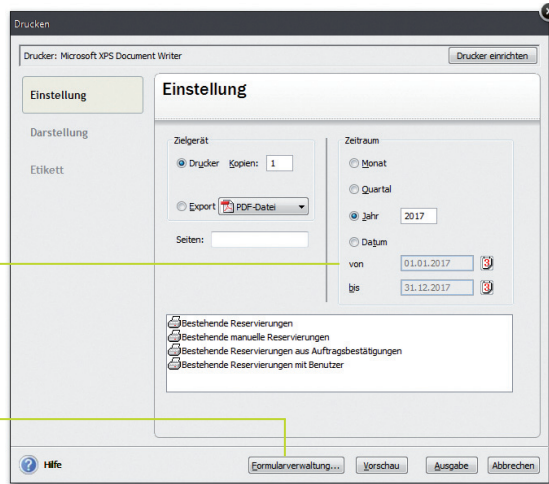 Drucken
Drucker: Microsoft XPS Document Writer
Drucker einrichten
Einstellung
Darstellung
Etikett
Einstellung
Zielgerät
Drucker Kopien: 1
Export PDF-Datei
Seiten:
Zeitraum
Monat
Quartal
Jahr 2017
Datum
von 01.01.2017
bis 31.12.2017
Bestehende Reservierungen
Bestehende manuelle Reservierungen
Bestehende Reservierungen aus Auftragsbestätigungen
Bestehende Reservierungen mit Benutzer
Hilfe
Formularverwaltung... Vorschau Ausgabe Abbrechen